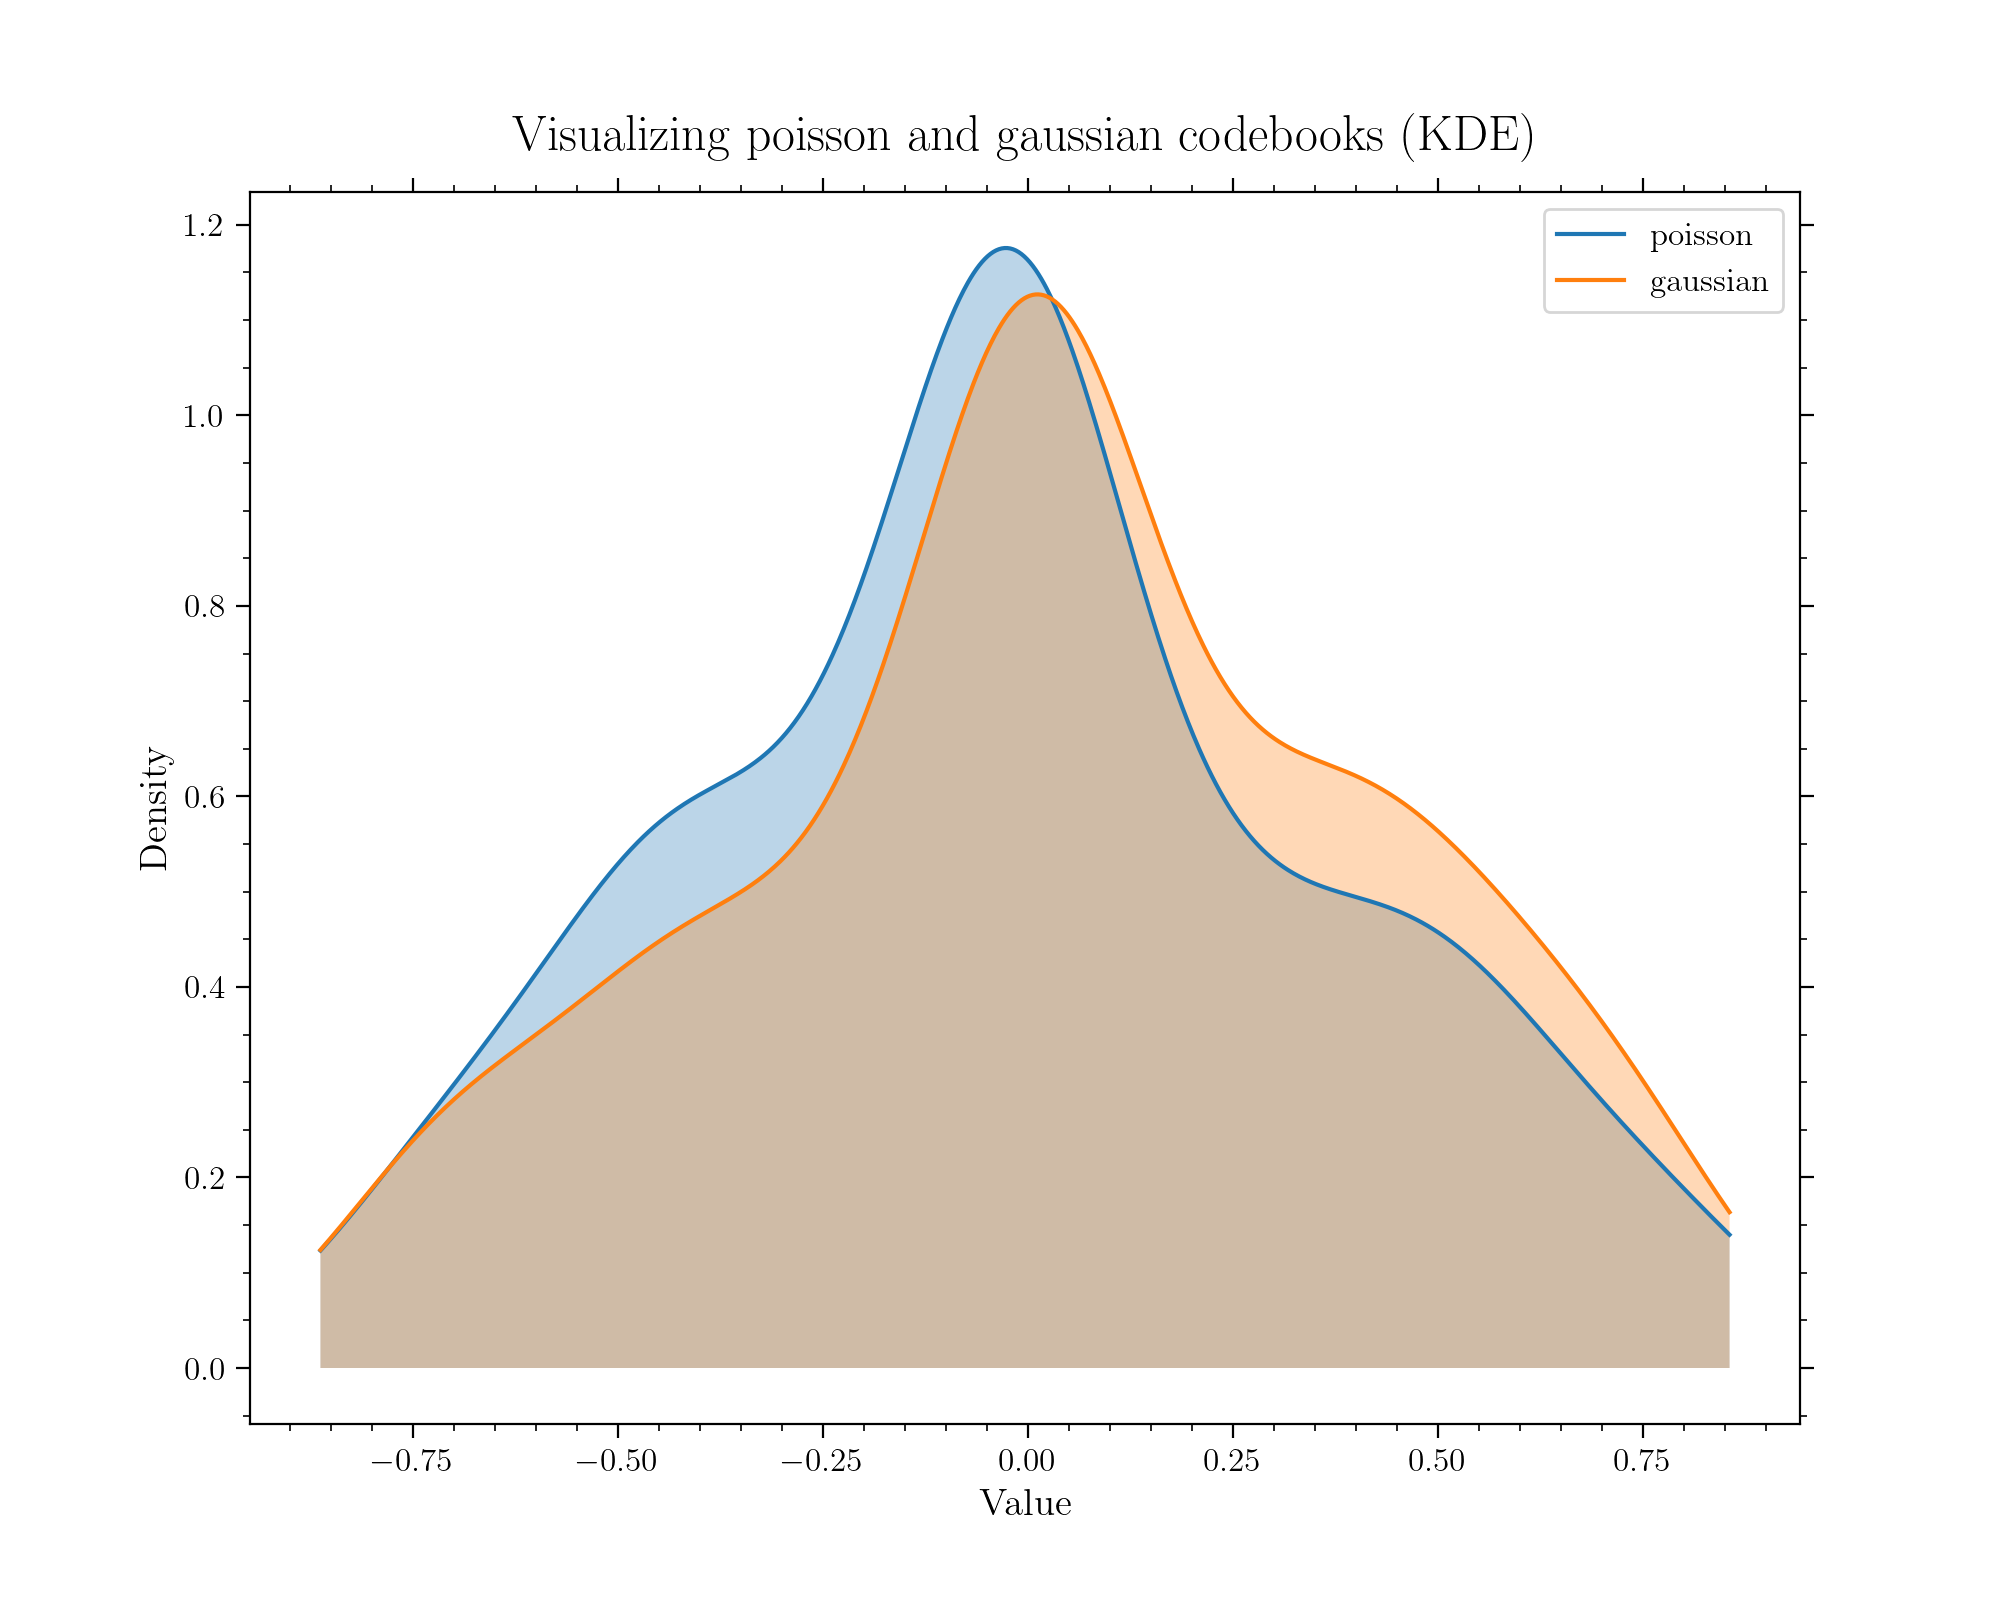 Visualizing poisson and gaussian codebooks (KDE)
poisson
gaussian
1.2
1.0
0.8
0.6
0.4
0.2
0.0
Density
−0.75 −0.50 −0.25 0.00 0.25 0.50 0.75
Value